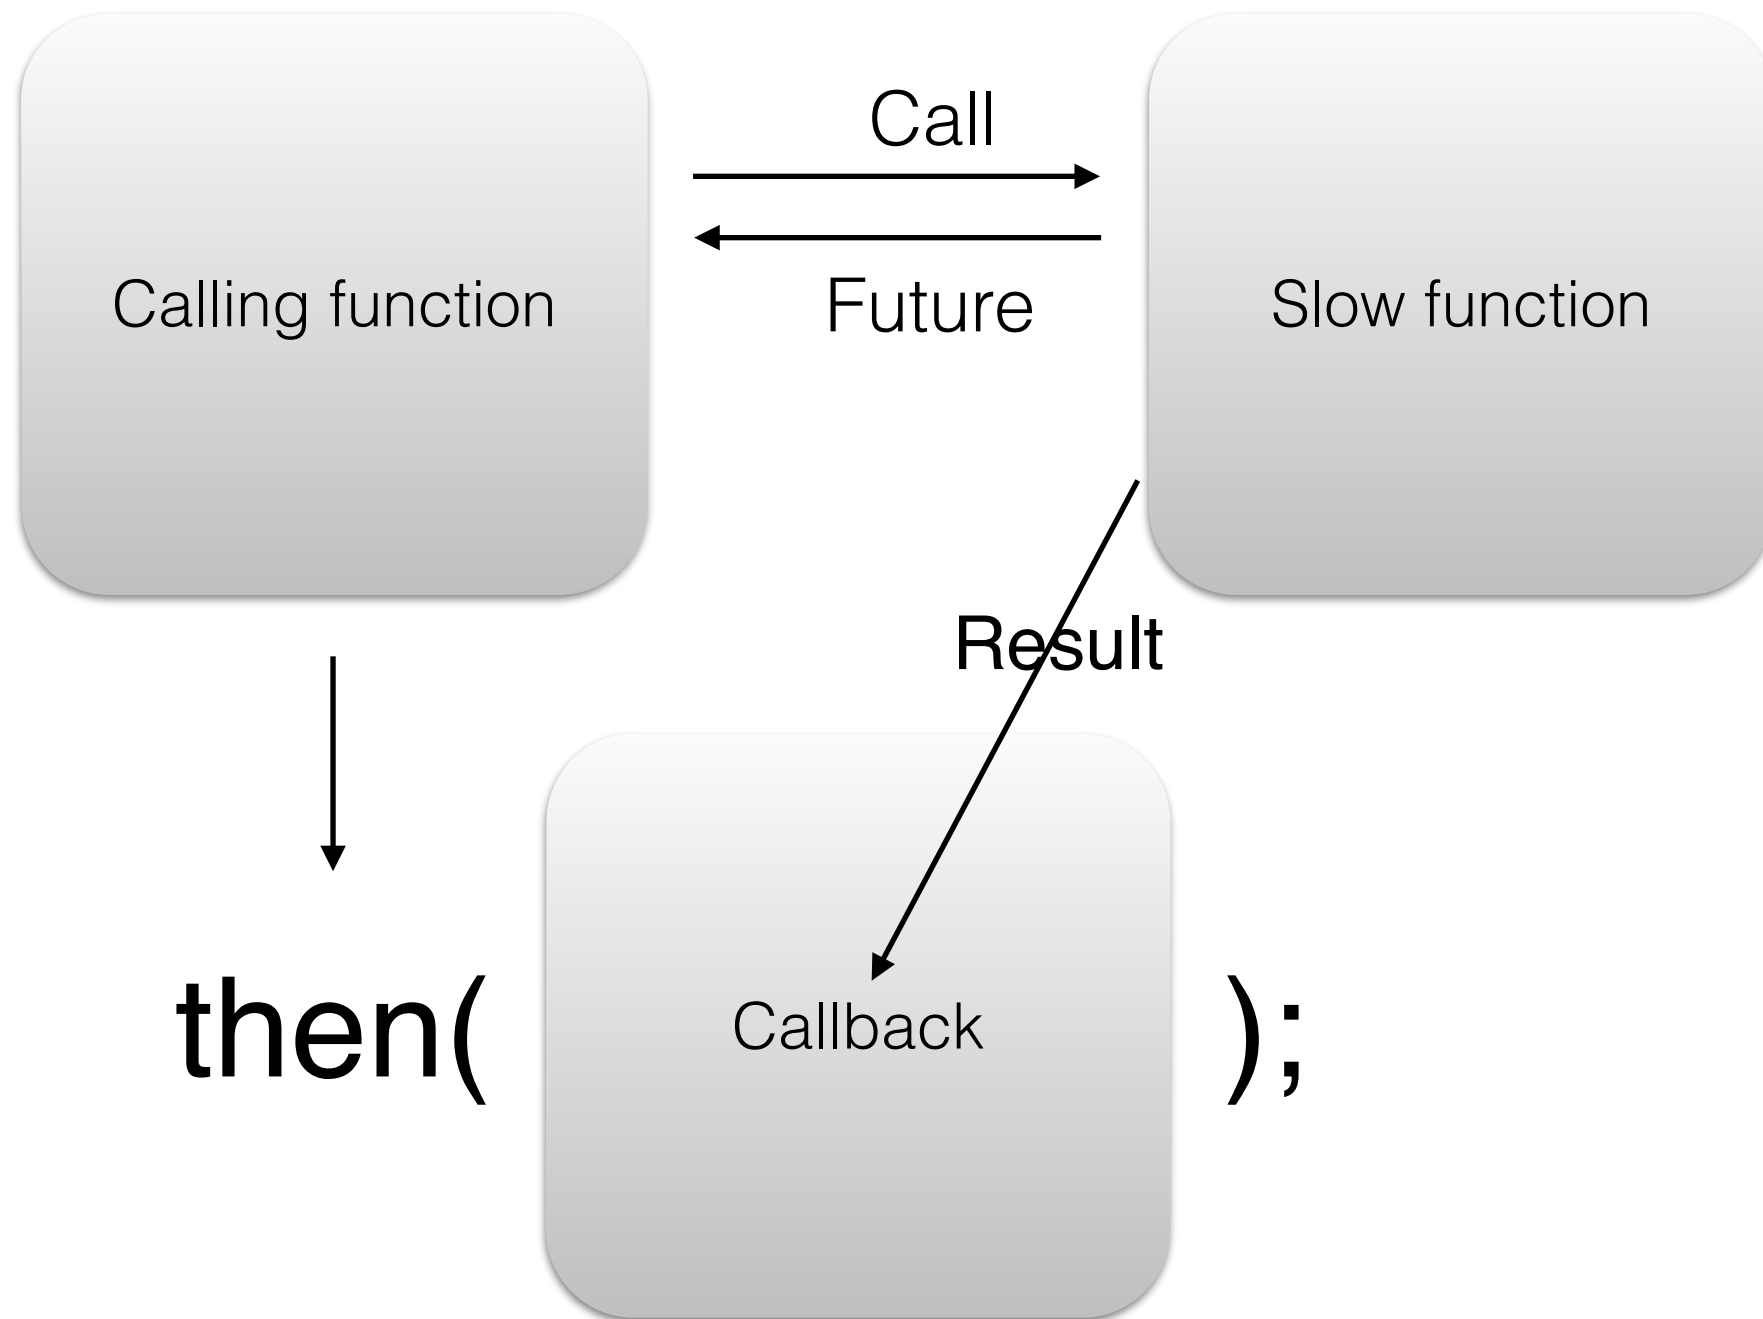 Call
Calling function
Future
Slow function
Result
then(
Callback
);